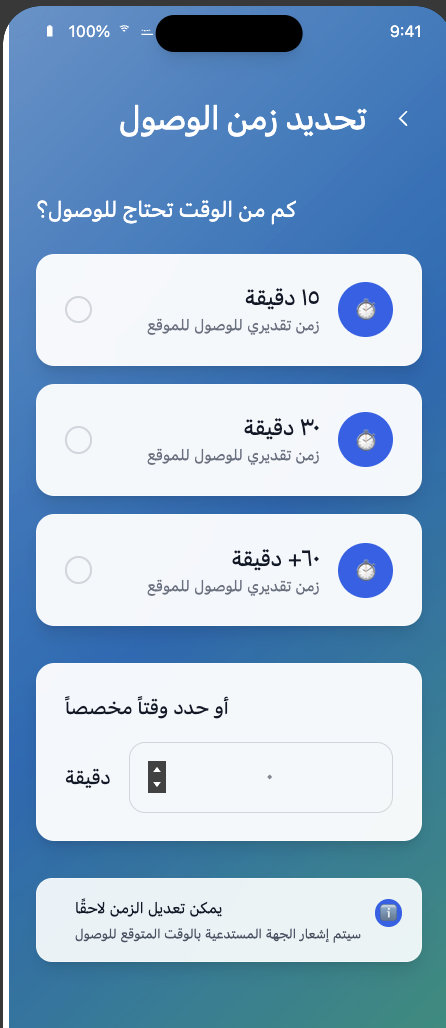 9:41
100%
تحديد زمن الوصول
كم من الوقت تحتاج للوصول؟
١٥ دقيقة
زمن تقديري للوصول للموقع
٣٠ دقيقة
زمن تقديري للوصول للموقع
٦٠+ دقيقة
زمن تقديري للوصول للموقع
أو حدد وقتاً مخصصاً
٠
دقيقة
يمكن تعديل الزمن لاحقًا
سيتم إشعار الجهة المستدعية بالوقت المتوقع للوصول